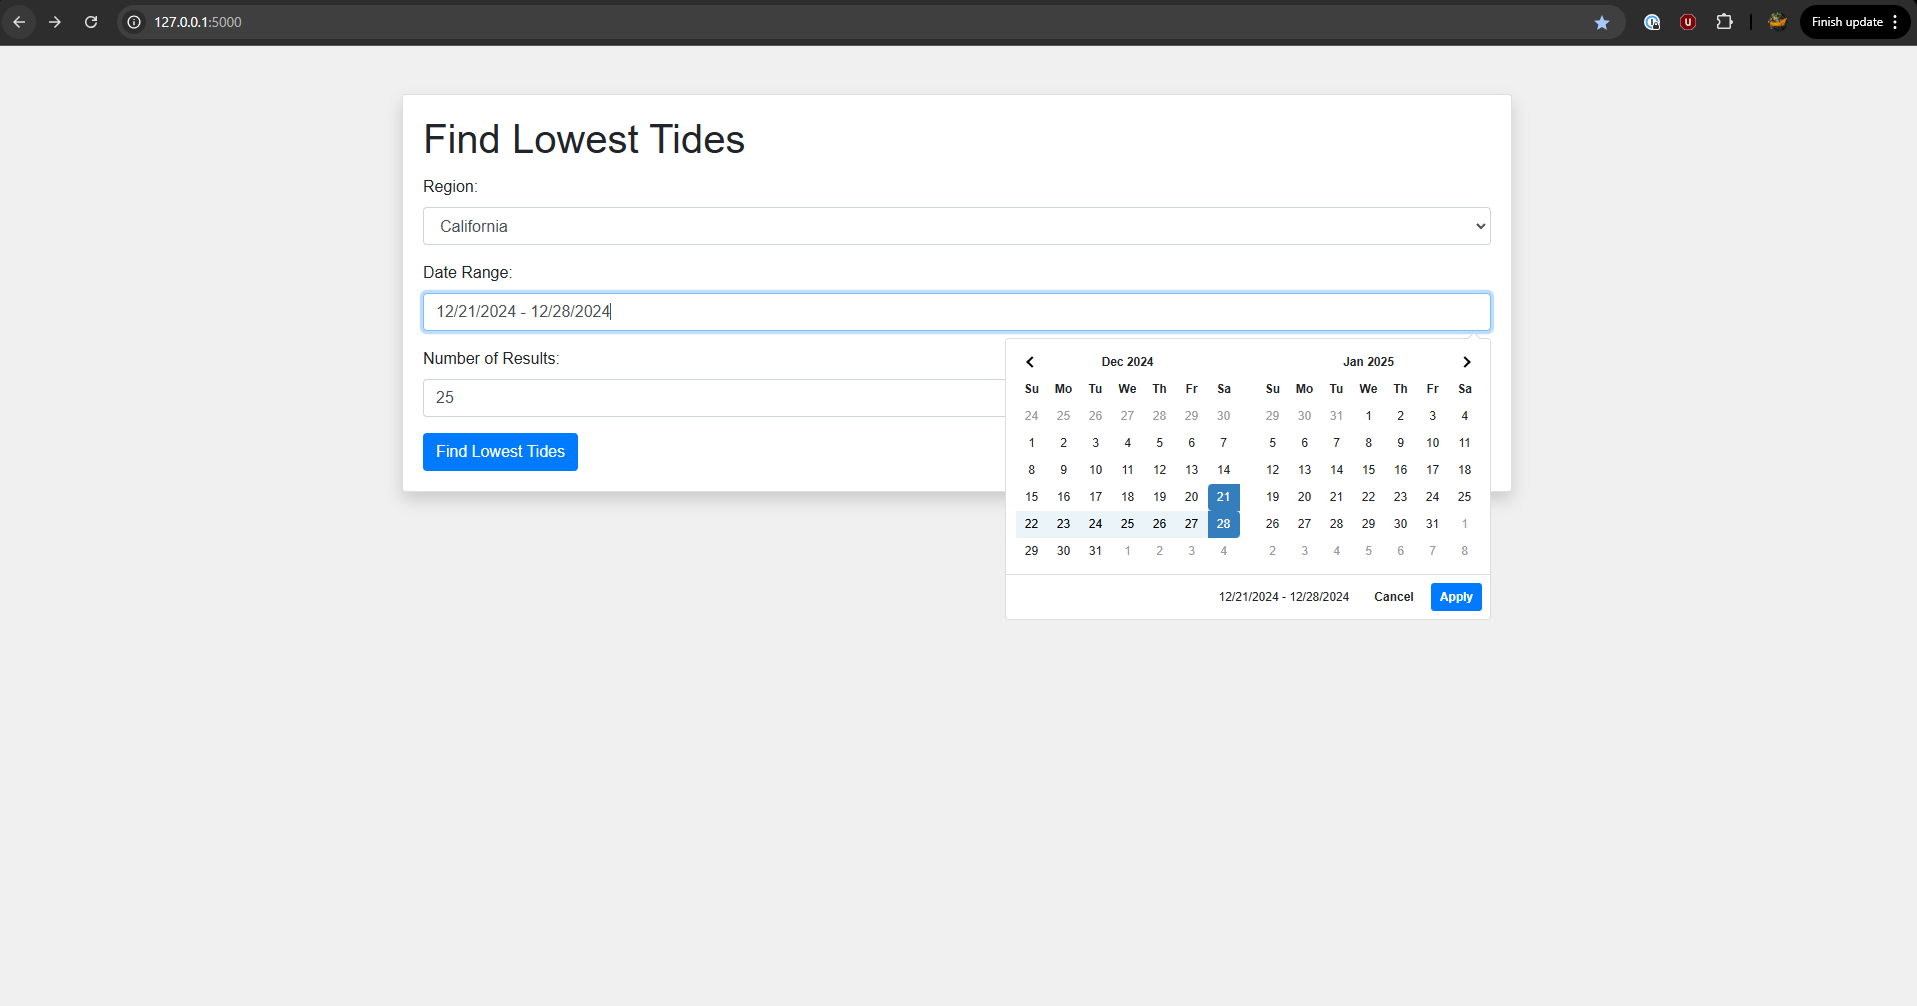 127.0.0.1:5000
Finish update
Find Lowest Tides
Region:
California
Date Range:
12/21/2024 - 12/28/2024
Number of Results:
25
Find Lowest Tides
Dec 2024
Su Mo Tu We Th Fr Sa
24 25 26 27 28 29 30
1 2 3 4 5 6 7
8 9 10 11 12 13 14
15 16 17 18 19 20 21
22 23 24 25 26 27 28
29 30 31 1 2 3 4
Jan 2025
Su Mo Tu We Th Fr Sa
29 30 31 1 2 3 4
5 6 7 8 9 10 11
12 13 14 15 16 17 18
19 20 21 22 23 24 25
26 27 28 29 30 31 1
2 3 4 5 6 7 8
12/21/2024 - 12/28/2024 Cancel Apply